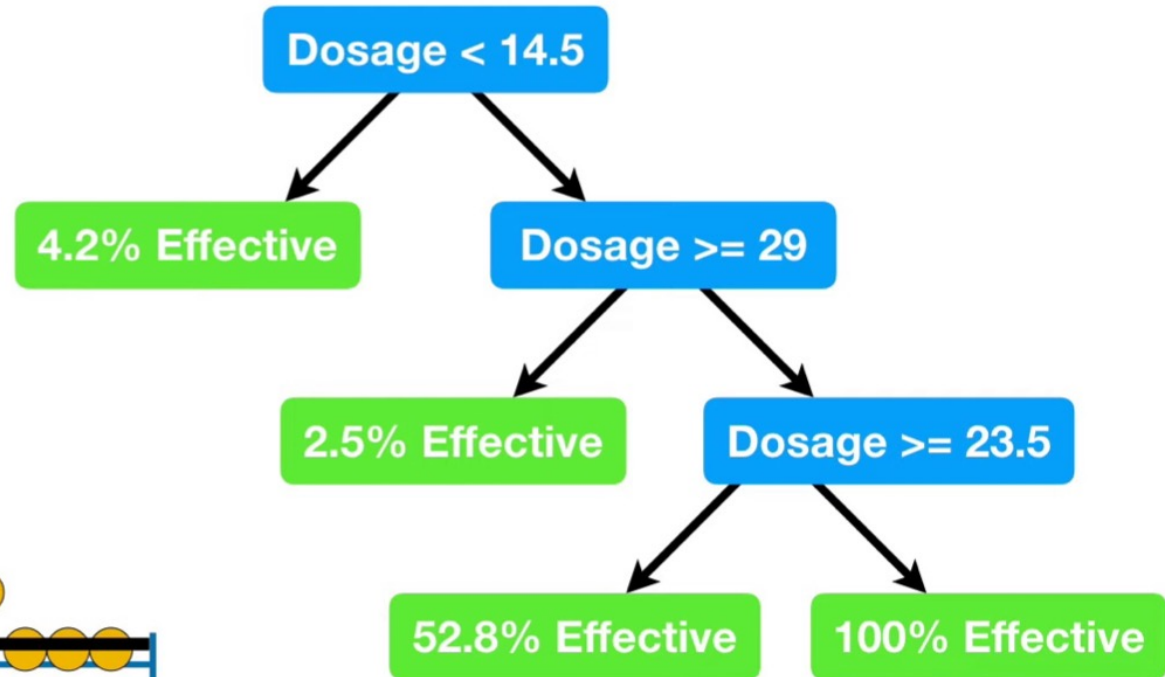 Dosage < 14.5
4.2% Effective
Dosage >= 29
2.5% Effective
Dosage >= 23.5
52.8% Effective
100% Effective